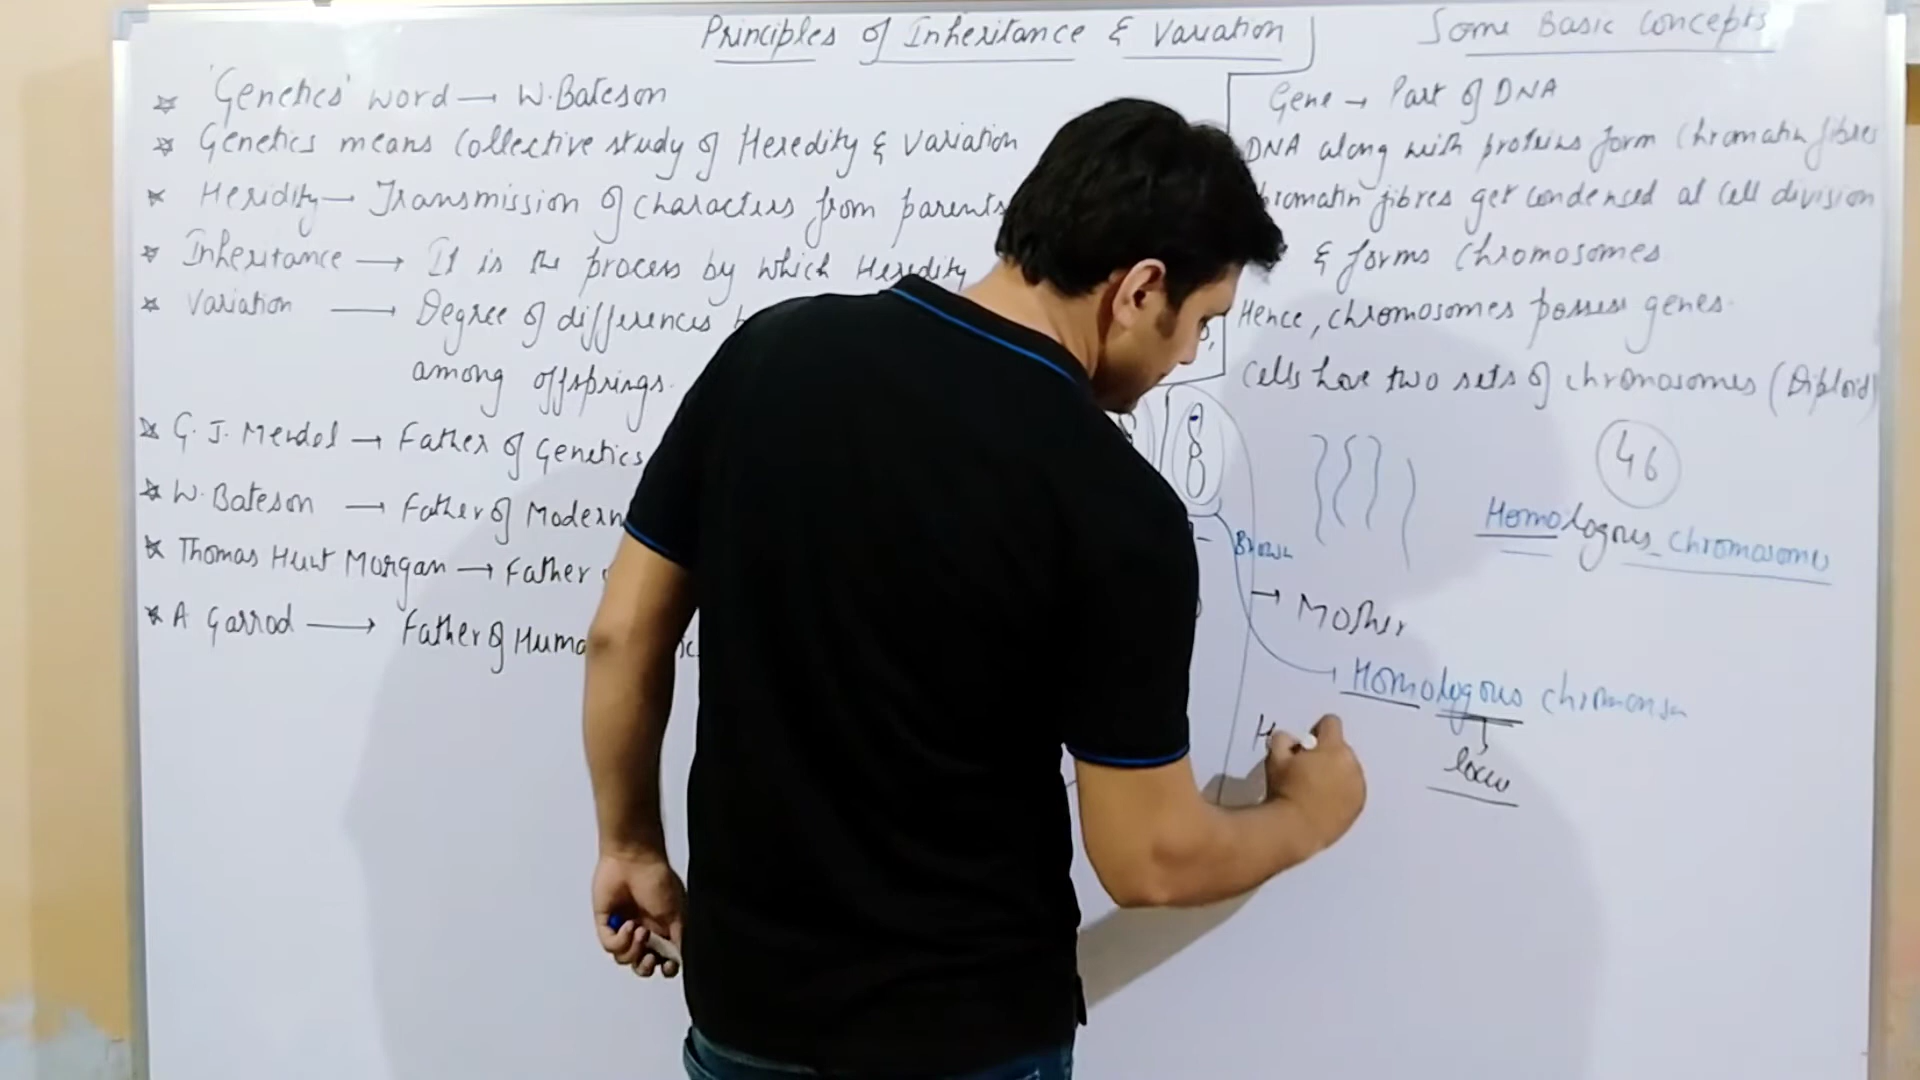 Principles of Inheritance & Variation
'Genetics' word → W. Bateson
Genetics means Collective study of Heredity & Variation
Heridity → Transmission of characters from parents
Inheritance → It is the process by which Heredity
Variation → Degree of differences
among offsprings.
G. J. Mendel → Father of Genetics
W. Bateson → Father of Modern
Thomas Hunt Morgan → Father
A Garrod → Father of Huma
Some Basic Concepts
Gene → Part of DNA
DNA along with proteins form Chromatin fibres
hromatin fibres get condensed at cell division
& forms Chromosomes
Hence, chromosomes possess genes.
Cells have two sets of chromosomes (Diploid)
46
Homologous chromosome
Brown
→ Mother
Homologous
locus
H